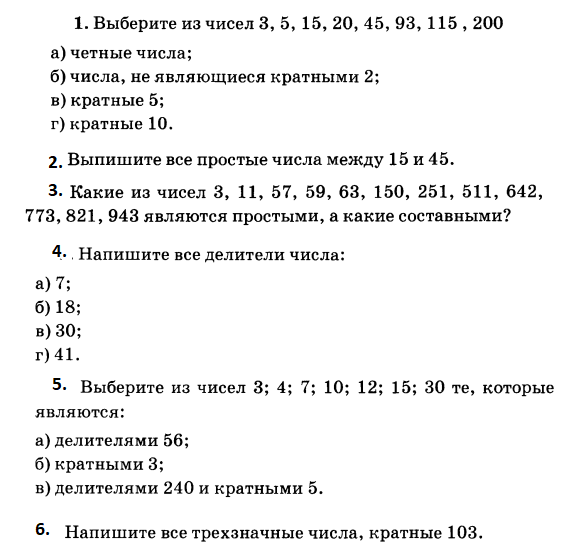 1. Выберите из чисел 3, 5, 15, 20, 45, 93, 115 , 200
а) четные числа;
б) числа, не являющиеся кратными 2;
в) кратные 5;
г) кратные 10.
2. Выпишите все простые числа между 15 и 45.
3. Какие из чисел 3, 11, 57, 59, 63, 150, 251, 511, 642,
773, 821, 943 являются простыми, а какие составными?
4. . Напишите все делители числа:
а) 7;
б) 18;
в) 30;
г) 41.
5. Выберите из чисел 3; 4; 7; 10; 12; 15; 30 те, которые
являются:
а) делителями 56;
б) кратными 3;
в) делителями 240 и кратными 5.
6. Напишите все трехзначные числа, кратные 103.